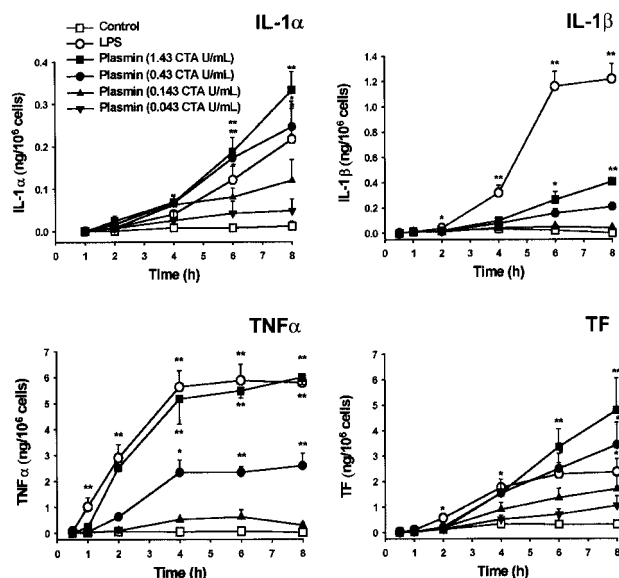 IL-1α
IL-1β
Control
LPS
Plasmin (1.43 CTA U/mL)
Plasmin (0.43 CTA U/mL)
Plasmin (0.143 CTA U/mL)
Plasmin (0.043 CTA U/mL)
IL-1α (ng/10⁶ cells)
0.4
0.3
0.2
0.1
0.0
** ** ** * * * *
0 1 2 3 4 5 6 7 8
Time (h)
IL-1β (ng/10⁶ cells)
1.4
1.2
1.0
0.8
0.6
0.4
0.2
0.0
* ** ** ** * **
0 1 2 3 4 5 6 7 8
Time (h)
TNFα
TF
TNFα (ng/10⁶ cells)
7
6
5
4
3
2
1
0
** ** ** ** ** ** ** ** * ** **
0 1 2 3 4 5 6 7 8
Time (h)
TF (ng/10⁶ cells)
6
5
4
3
2
1
0
* * ** ** * *
0 1 2 3 4 5 6 7 8
Time (h)